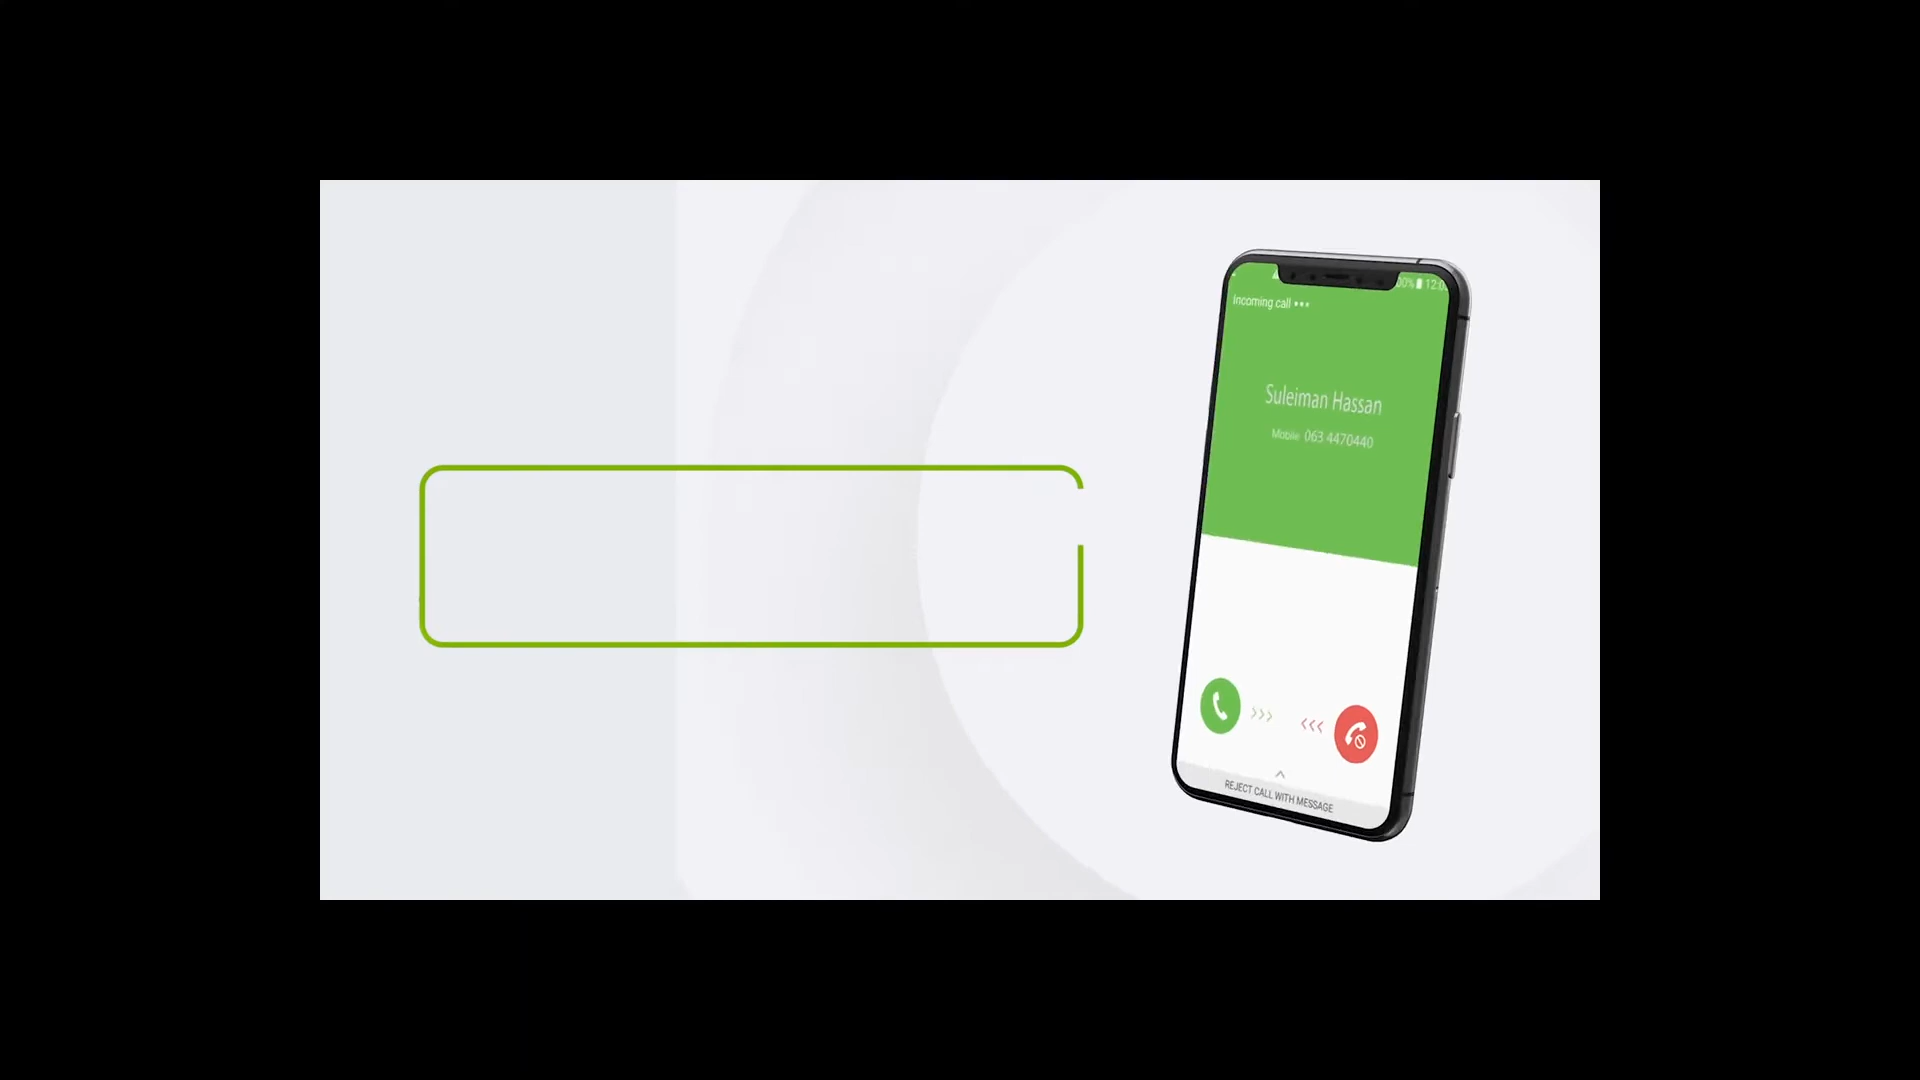 Incoming call •••
Suleiman Hassan
Mobile 063 4470440
REJECT CALL WITH MESSAGE